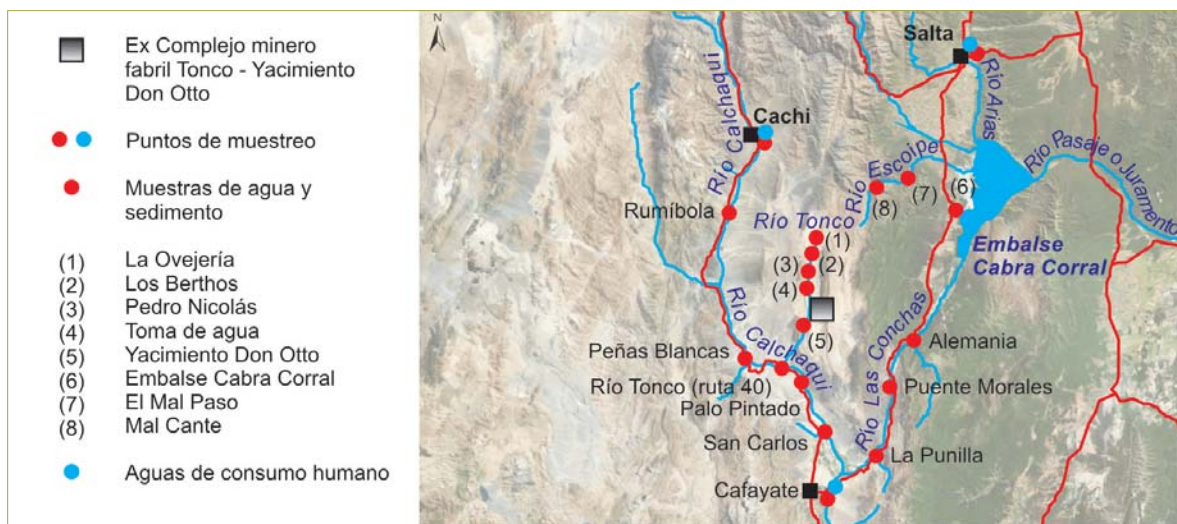 Ex Complejo minero
fabril Tonco - Yacimiento
Don Otto
Puntos de muestreo
Muestras de agua y
sedimento
(1) La Ovejería
(2) Los Berthos
(3) Pedro Nicolás
(4) Toma de agua
(5) Yacimiento Don Otto
(6) Embalse Cabra Corral
(7) El Mal Paso
(8) Mal Cante
Aguas de consumo humano
N
Salta
Río Calchaquí
Río Arias
Cachi
Río Escoipe
Río Pasaje o Juramento
(6)
(7)
(8)
Rumíbola
Río Tonco
(1)
(2)
(3)
(4)
Embalse
Cabra Corral
Río Calchaqui
(5)
Río Las Conchas
Alemania
Peñas Blancas
Río Tonco (ruta 40)
Puente Morales
Palo Pintado
San Carlos
La Punilla
Cafayate